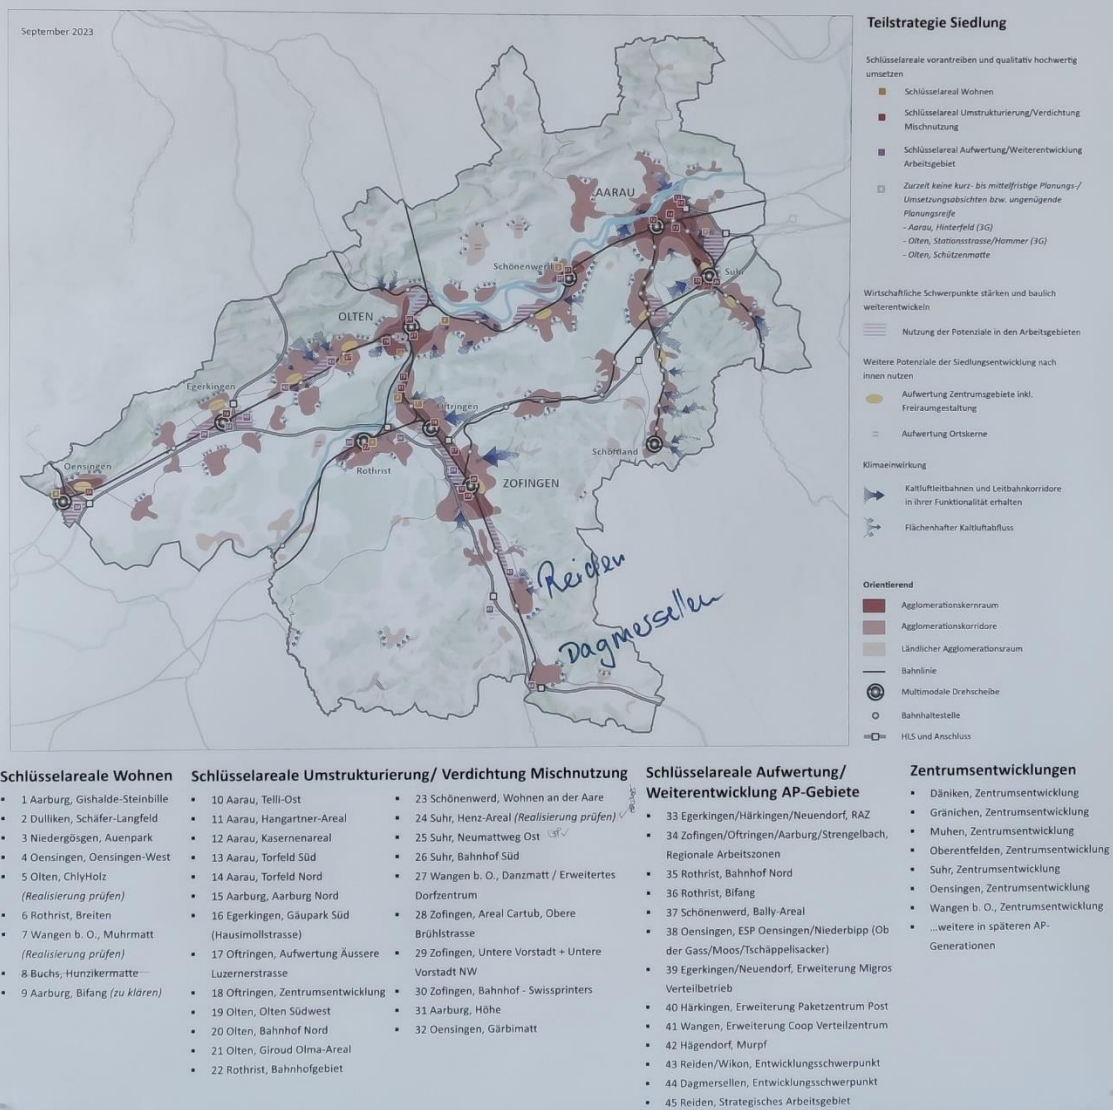 September 2023
AARAU
Schönenwerd
Suhr
OLTEN
Egerkingen
Oftringen
Oensingen
Rothrist
Schöftland
ZOFINGEN
Reiden
Dagmersellen
Teilstrategie Siedlung
Schlüsselareale vorantreiben und qualitativ hochwertig
umsetzen
Schlüsselareal Wohnen
Schlüsselareal Umstrukturierung/Verdichtung
Mischnutzung
Schlüsselareal Aufwertung/Weiterentwicklung
Arbeitsgebiet
Zurzeit keine kurz- bis mittelfristige Planungs-/
Umsetzungsabsichten bzw. ungenügende
Planungsreife
- Aarau, Hinterfeld (3G)
- Olten, Stationsstrasse/Hammer (3G)
- Olten, Schützenmatte
Wirtschaftliche Schwerpunkte stärken und baulich
weiterentwickeln
Nutzung der Potenziale in den Arbeitsgebieten
Weitere Potenziale der Siedlungsentwicklung nach
innen nutzen
Aufwertung Zentrumsgebiete inkl.
Freiraumgestaltung
Aufwertung Ortskerne
Klimaeinwirkung
Kaltluftleitbahnen und Leitbahnkorridore
in ihrer Funktionalität erhalten
Flächenhafter Kaltluftabfluss
Orientierend
Agglomerationskernraum
Agglomerationskorridore
Ländlicher Agglomerationsraum
Bahnlinie
Multimodale Drehscheibe
Bahnhaltestelle
HLS und Anschluss
Schlüsselareale Wohnen
1 Aarburg, Gishalde-Steinbille
2 Dulliken, Schäfer-Langfeld
3 Niedergösgen, Auenpark
4 Oensingen, Oensingen-West
5 Olten, ChlyHolz
(Realisierung prüfen)
6 Rothrist, Breiten
7 Wangen b. O., Muhrmatt
(Realisierung prüfen)
8 Buchs, Hunzikermatte
9 Aarburg, Bifang (zu klären)
Schlüsselareale Umstrukturierung/ Verdichtung Mischnutzung
10 Aarau, Telli-Ost
11 Aarau, Hangartner-Areal
12 Aarau, Kasernenareal
13 Aarau, Torfeld Süd
14 Aarau, Torfeld Nord
15 Aarburg, Aarburg Nord
16 Egerkingen, Gäupark Süd
(Hausimollstrasse)
17 Oftringen, Aufwertung Äussere
Luzernerstrasse
18 Oftringen, Zentrumsentwicklung
19 Olten, Olten Südwest
20 Olten, Bahnhof Nord
21 Olten, Giroud Olma-Areal
22 Rothrist, Bahnhofgebiet
23 Schönenwerd, Wohnen an der Aare
24 Suhr, Henz-Areal (Realisierung prüfen)
25 Suhr, Neumattweg Ost
26 Suhr, Bahnhof Süd
27 Wangen b. O., Danzmatt / Erweitertes
Dorfzentrum
28 Zofingen, Areal Cartub, Obere
Brühlstrasse
29 Zofingen, Untere Vorstadt + Untere
Vorstadt NW
30 Zofingen, Bahnhof - Swissprinters
31 Aarburg, Höhe
32 Oensingen, Gärbimatt
Schlüsselareale Aufwertung/
Weiterentwicklung AP-Gebiete
33 Egerkingen/Härkingen/Neuendorf, RAZ
34 Zofingen/Oftringen/Aarburg/Strengelbach,
Regionale Arbeitszonen
35 Rothrist, Bahnhof Nord
36 Rothrist, Bifang
37 Schönenwerd, Bally-Areal
38 Oensingen, ESP Oensingen/Niederbipp (Ob
der Gass/Moos/Tschäppelisacker)
39 Egerkingen/Neuendorf, Erweiterung Migros
Verteilbetrieb
40 Härkingen, Erweiterung Paketzentrum Post
41 Wangen, Erweiterung Coop Verteilzentrum
42 Hägendorf, Murpf
43 Reiden/Wikon, Entwicklungsschwerpunkt
44 Dagmersellen, Entwicklungsschwerpunkt
45 Reiden, Strategisches Arbeitsgebiet
Zentrumsentwicklungen
Däniken, Zentrumsentwicklung
Gränichen, Zentrumsentwicklung
Muhen, Zentrumsentwicklung
Oberentfelden, Zentrumsentwicklung
Suhr, Zentrumsentwicklung
Oensingen, Zentrumsentwicklung
Wangen b. O., Zentrumsentwicklung
...weitere in späteren AP-
Generationen